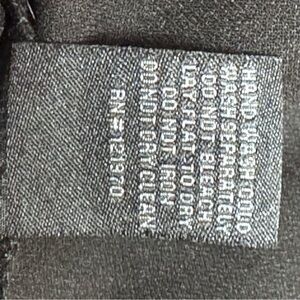 HAND WASH COLD
WASH SEPARATELY
DO NOT BLEACH
LAY FLAT TO DRY
DO NOT IRON
DO NOT DRY CLEAN
RN# 121970